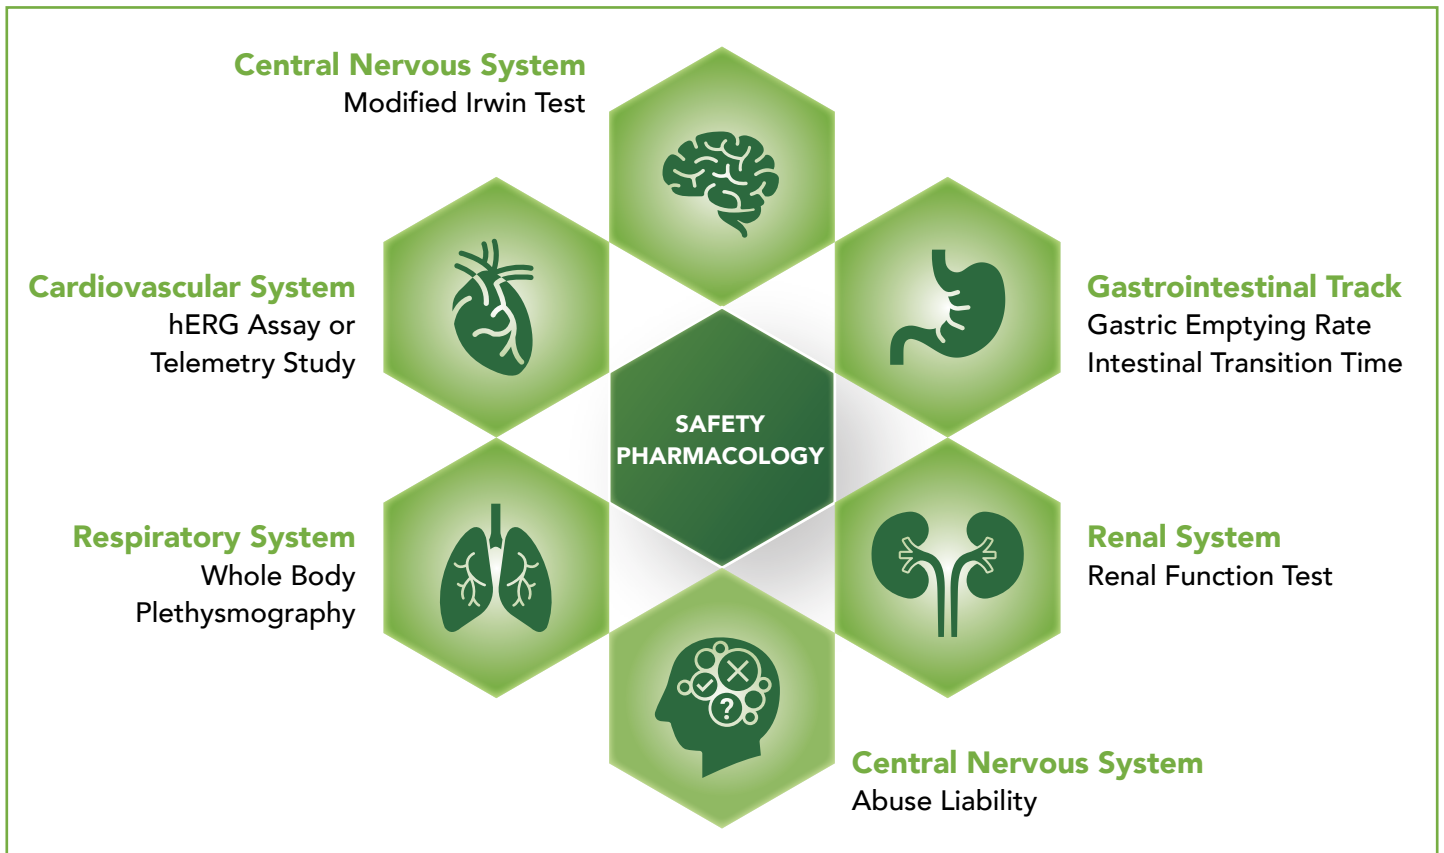 Central Nervous System
Modified Irwin Test
Cardiovascular System
hERG Assay or
Telemetry Study
Gastrointestinal Track
Gastric Emptying Rate
Intestinal Transition Time
SAFETY
PHARMACOLOGY
Respiratory System
Whole Body
Plethysmography
Renal System
Renal Function Test
?
Central Nervous System
Abuse Liability